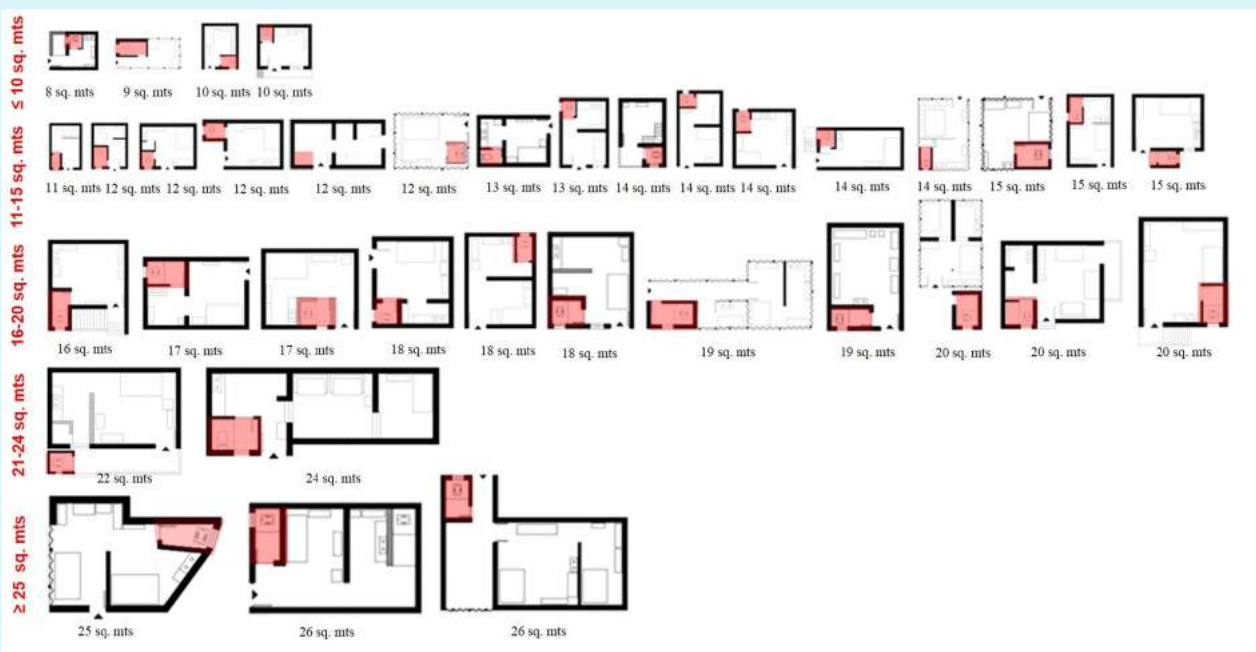 ≤ 10 sq. mts
8 sq. mts 9 sq. mts 10 sq. mts 10 sq. mts
11-15 sq. mts
11 sq. mts 12 sq. mts 12 sq. mts 12 sq. mts 12 sq. mts 12 sq. mts 13 sq. mts 13 sq. mts 14 sq. mts 14 sq. mts 14 sq. mts 14 sq. mts 14 sq. mts 15 sq. mts 15 sq. mts 15 sq. mts
16-20 sq. mts
16 sq. mts 17 sq. mts 17 sq. mts 18 sq. mts 18 sq. mts 18 sq. mts 19 sq. mts 19 sq. mts 20 sq. mts 20 sq. mts 20 sq. mts
21-24 sq. mts
22 sq. mts 24 sq. mts
≥ 25 sq. mts
25 sq. mts 26 sq. mts 26 sq. mts